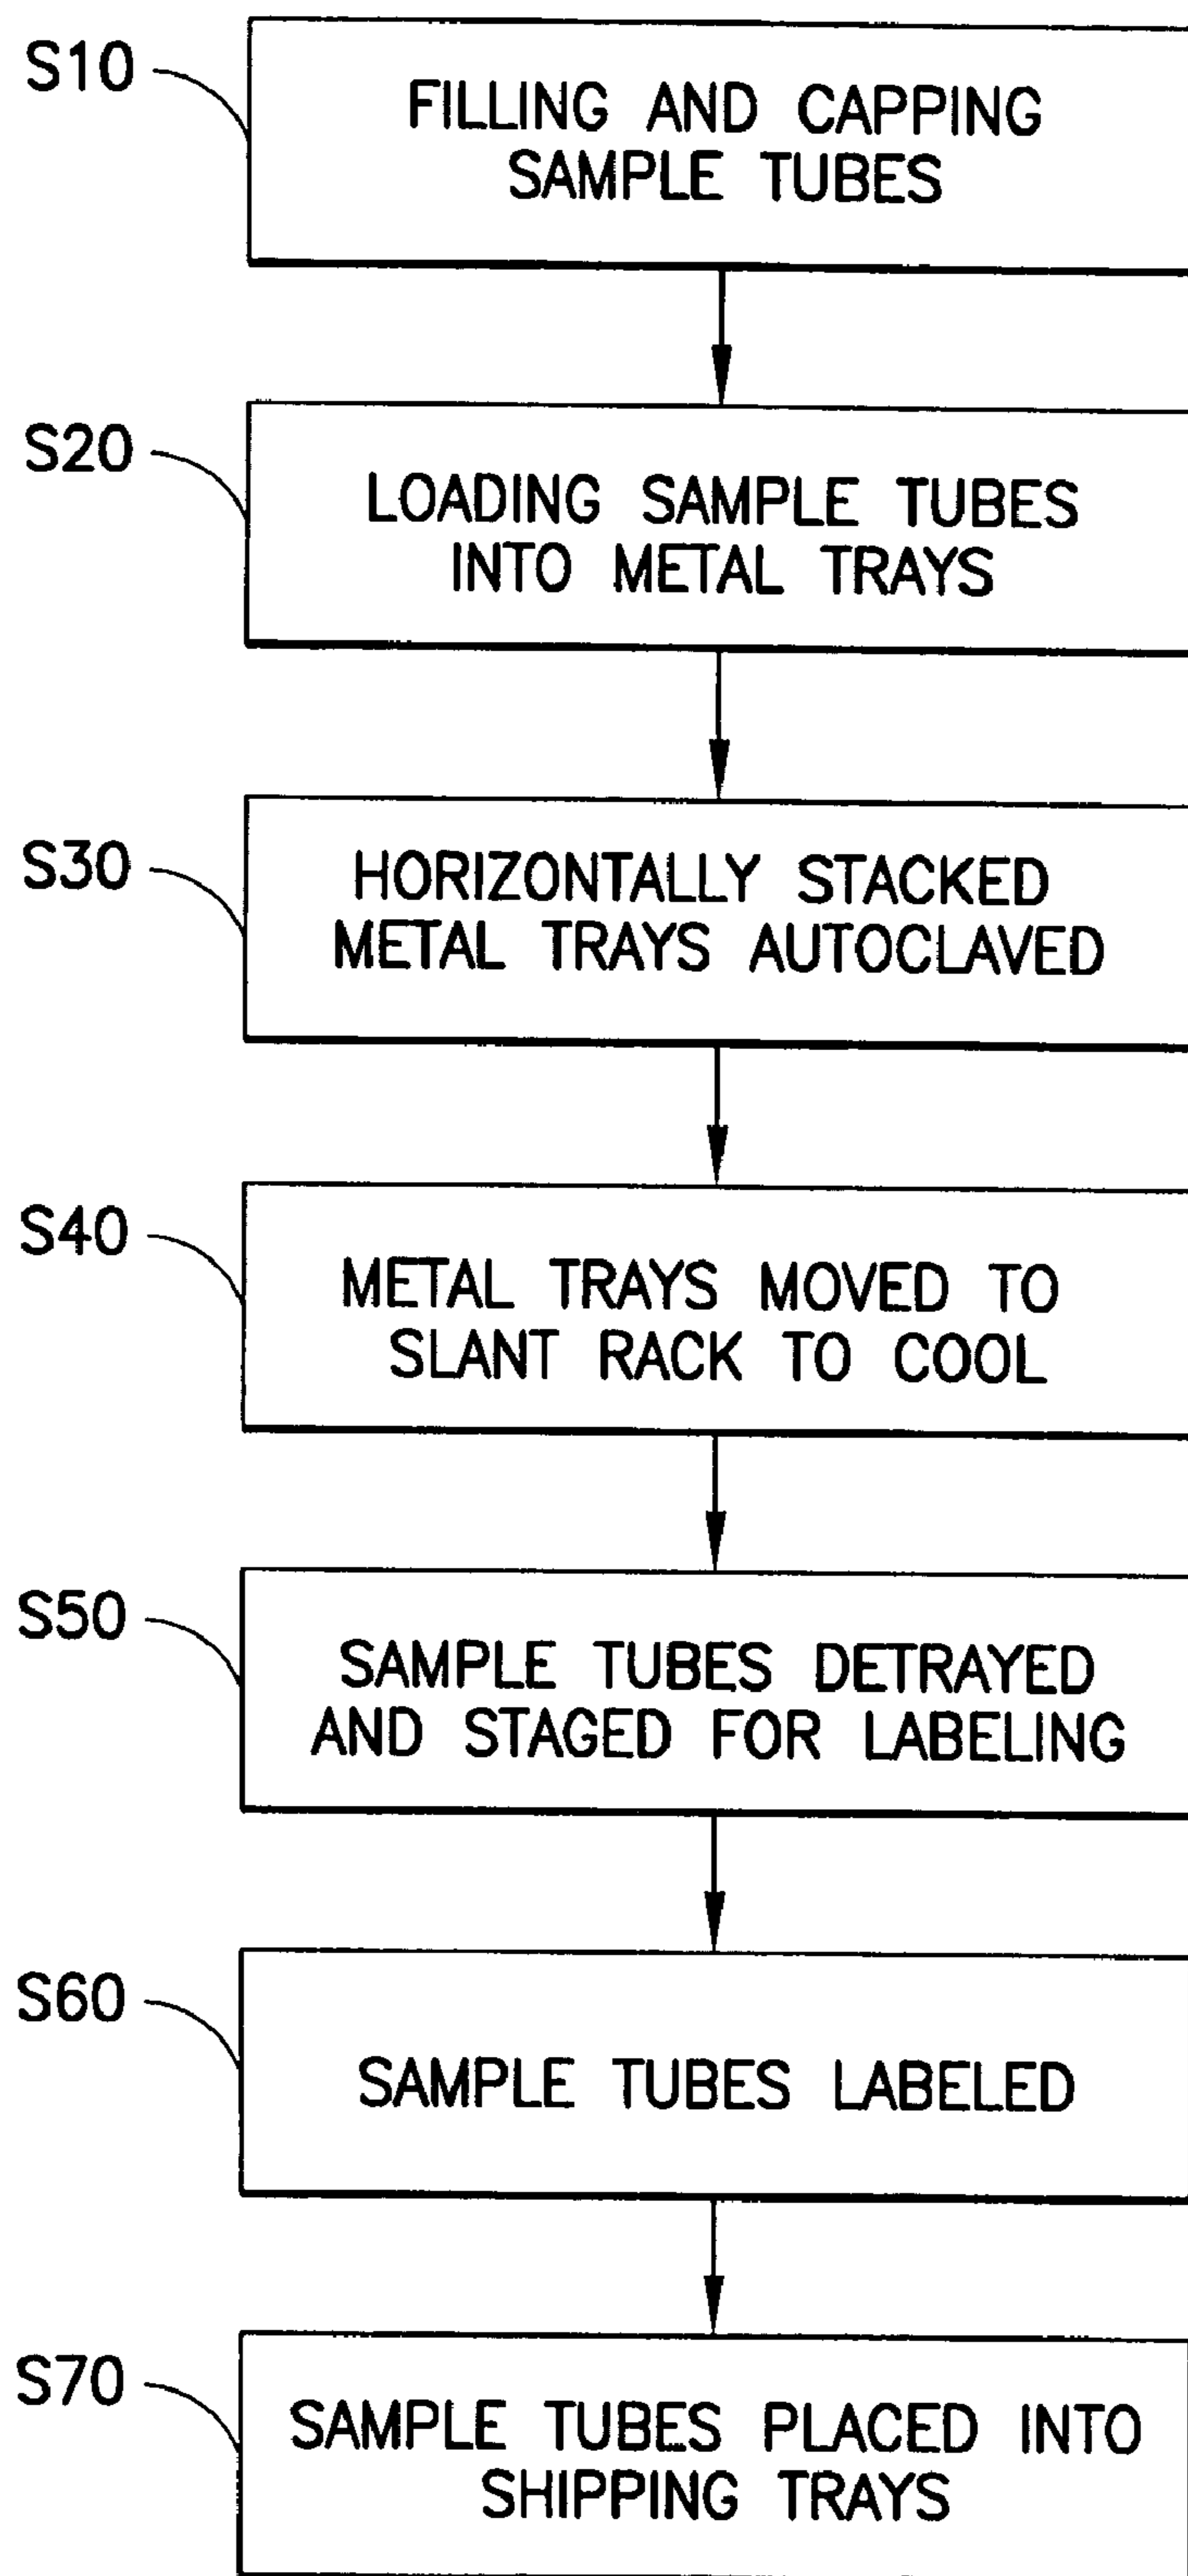 S10
FILLING AND CAPPING
SAMPLE TUBES
S20
LOADING SAMPLE TUBES
INTO METAL TRAYS
S30
HORIZONTALLY STACKED
METAL TRAYS AUTOCLAVED
S40
METAL TRAYS MOVED TO
SLANT RACK TO COOL
S50
SAMPLE TUBES DETRAYED
AND STAGED FOR LABELING
S60
SAMPLE TUBES LABELED
S70
SAMPLE TUBES PLACED INTO
SHIPPING TRAYS